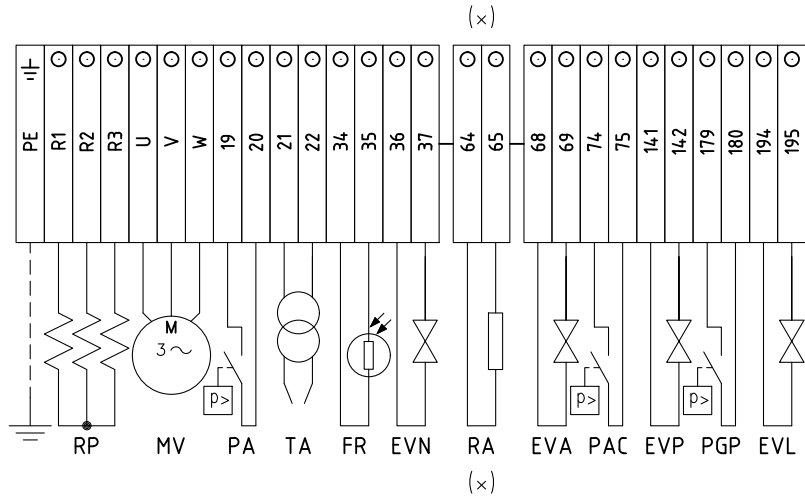 (x)
PE R1 R2 R3 U V W 19 20 21 22 34 35 36 37 64 65 68 69 74 75 141 142 179 180 194 195
M
3~
p> p> p>
RP MV PA TA FR EVN RA EVA PAC EVP PGP EVL
(x)